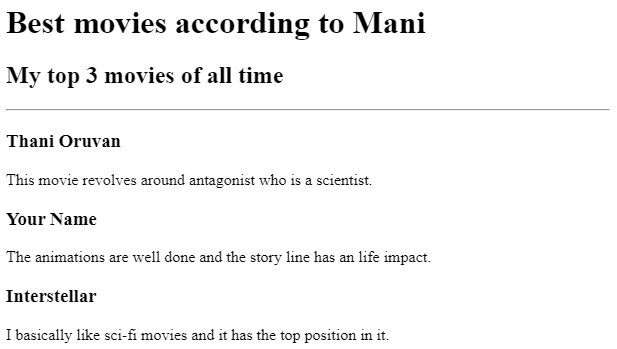 Best movies according to Mani
My top 3 movies of all time
Thani Oruvan
This movie revolves around antagonist who is a scientist.
Your Name
The animations are well done and the story line has an life impact.
Interstellar
I basically like sci-fi movies and it has the top position in it.